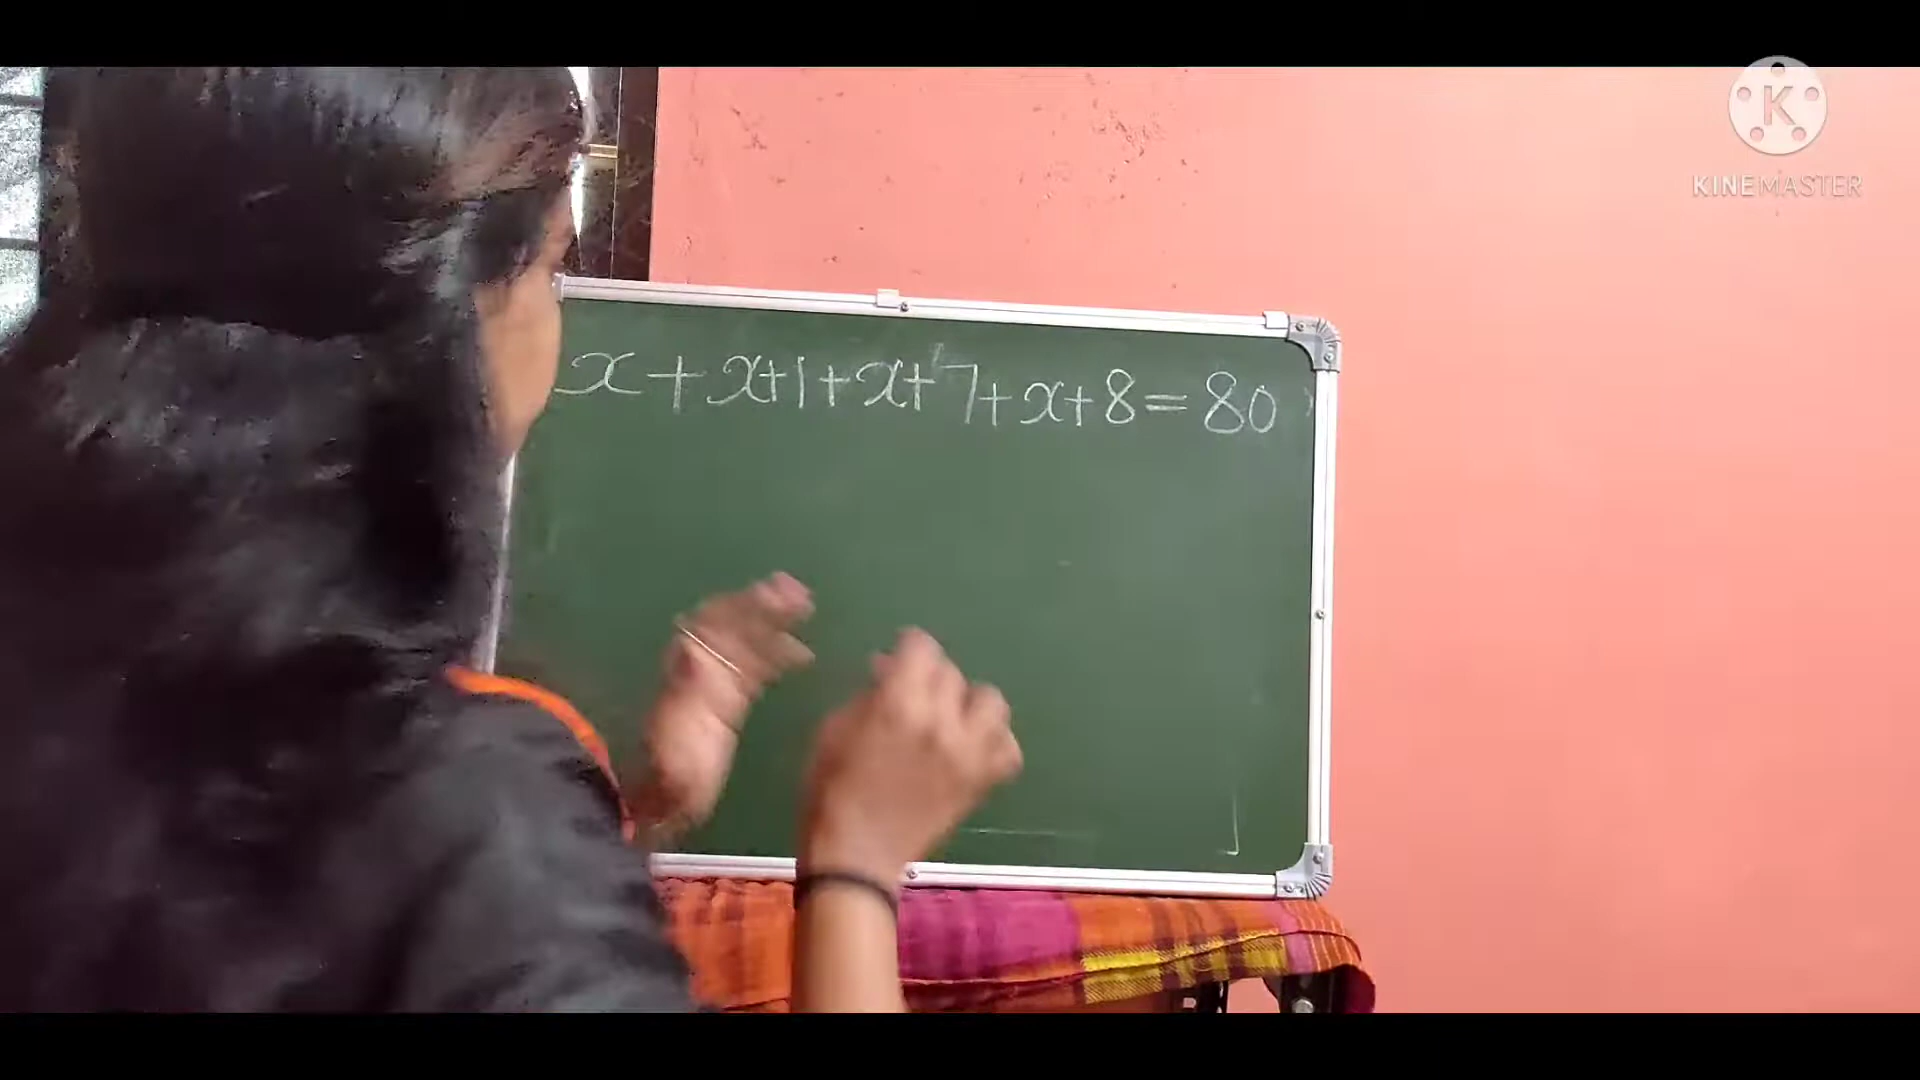 K
KINEMASTER
x + x+1 + x+7 + x+8 = 80